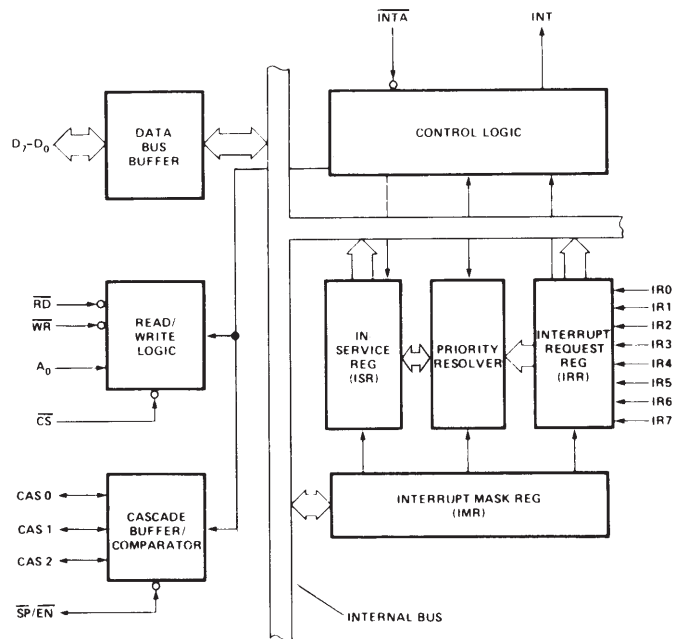 INTA
INT
DATA
BUS
BUFFER
D7-D0
CONTROL LOGIC
RD
WR
A0
CS
READ/
WRITE
LOGIC
IN
SERVICE
REG
(ISR)
PRIORITY
RESOLVER
INTERRUPT
REQUEST
REG
(IRR)
IR0
IR1
IR2
IR3
IR4
IR5
IR6
IR7
CAS 0
CAS 1
CAS 2
CASCADE
BUFFER/
COMPARATOR
SP/EN
INTERRUPT MASK REG
(IMR)
INTERNAL BUS